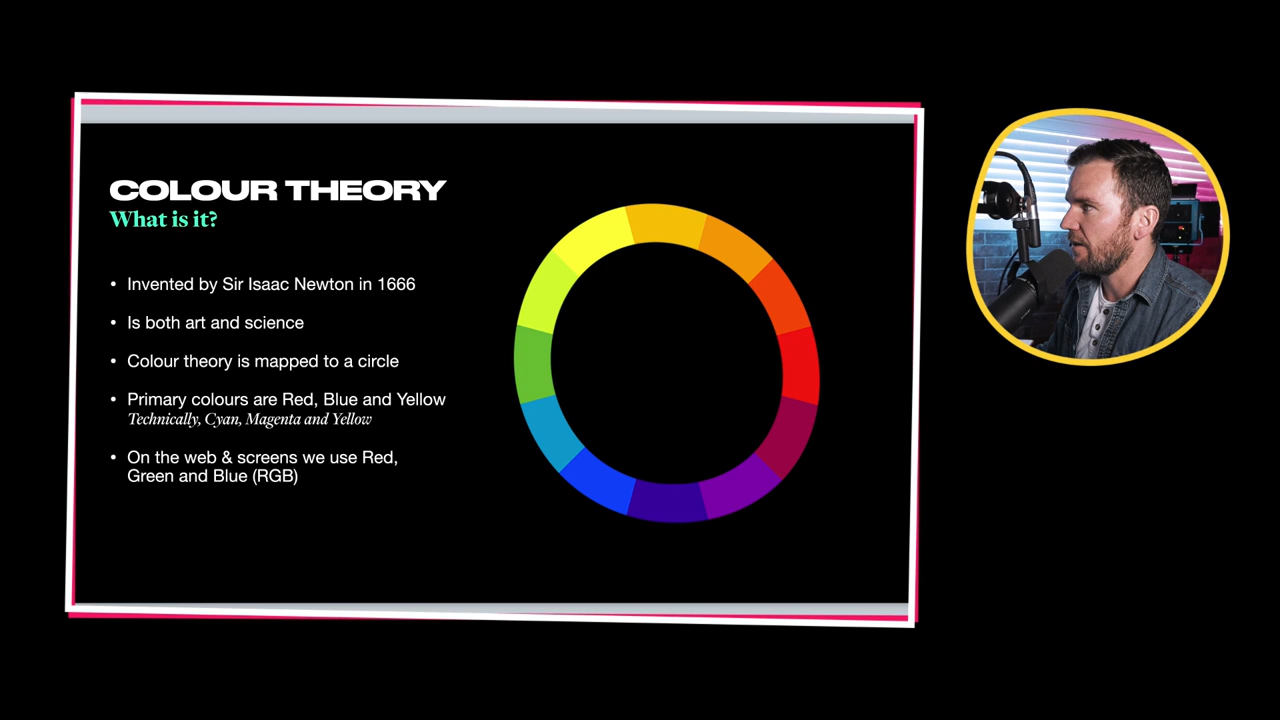 COLOUR THEORY
What is it?
• Invented by Sir Isaac Newton in 1666
• Is both art and science
• Colour theory is mapped to a circle
• Primary colours are Red, Blue and Yellow
Technically, Cyan, Magenta and Yellow
• On the web & screens we use Red,
Green and Blue (RGB)